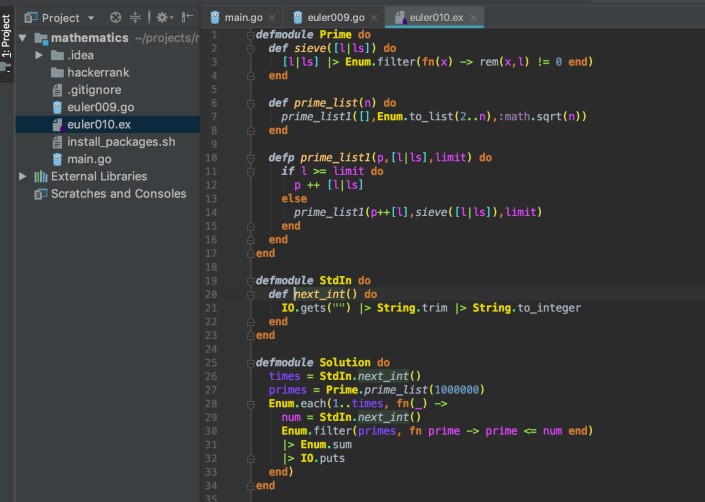 Project
main.go
euler009.go
euler010.ex
1: Project
mathematics ~/projects/r
.idea
hackerrank
.gitignore
euler009.go
euler010.ex
install_packages.sh
main.go
External Libraries
Scratches and Consoles
1 defmodule Prime do
2 def sieve([l|ls]) do
3 [l|ls] |> Enum.filter(fn(x) -> rem(x,l) != 0 end)
4 end
5
6 def prime_list(n) do
7 prime_list1([],Enum.to_list(2..n),:math.sqrt(n))
8 end
9
10 defp prime_list1(p,[l|ls],limit) do
11 if l >= limit do
12 p ++ [l|ls]
13 else
14 prime_list1(p++[l],sieve([l|ls]),limit)
15 end
16 end
17 end
18
19 defmodule StdIn do
20 def next_int() do
21 IO.gets("") |> String.trim |> String.to_integer
22 end
23 end
24
25 defmodule Solution do
26 times = StdIn.next_int()
27 primes = Prime.prime_list(1000000)
28 Enum.each(1..times, fn(_) ->
29 num = StdIn.next_int()
30 Enum.filter(primes, fn prime -> prime <= num end)
31 |> Enum.sum
32 |> IO.puts
33 end)
34 end
35